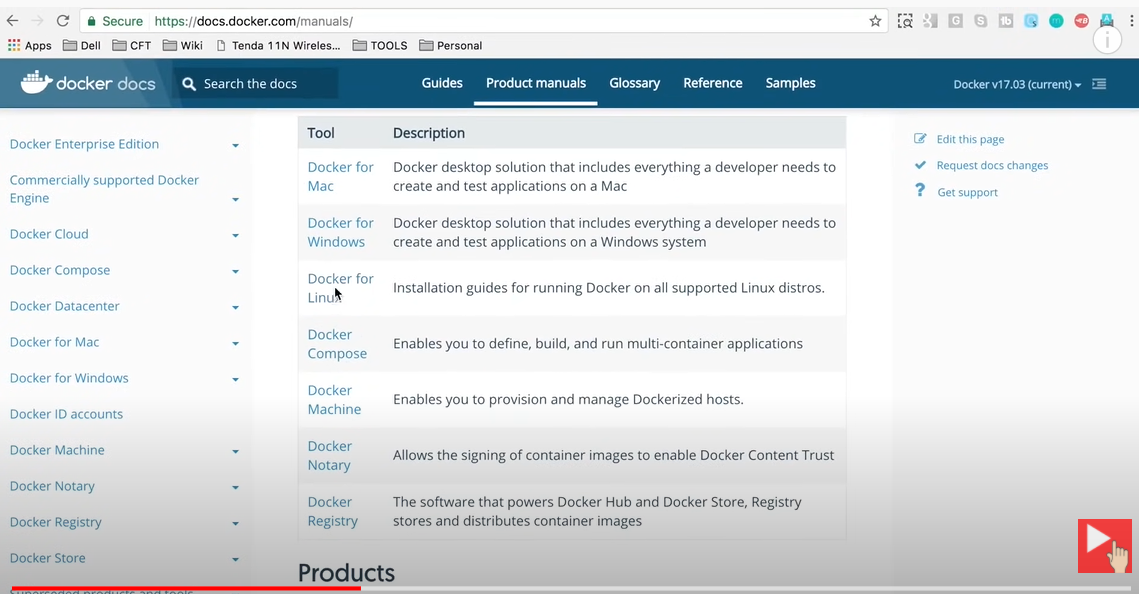 Secure https://docs.docker.com/manuals/
Apps Dell CFT Wiki Tenda 11N Wireles... TOOLS Personal
docker docs Search the docs Guides Product manuals Glossary Reference Samples Docker v17.03 (current)
Docker Enterprise Edition
Commercially supported Docker
Engine
Docker Cloud
Docker Compose
Docker Datacenter
Docker for Mac
Docker for Windows
Docker ID accounts
Docker Machine
Docker Notary
Docker Registry
Docker Store
Superseded products and tools
Tool Description
Docker for
Mac
Docker desktop solution that includes everything a developer needs to
create and test applications on a Mac
Docker for
Windows
Docker desktop solution that includes everything a developer needs to
create and test applications on a Windows system
Docker for
Linux
Installation guides for running Docker on all supported Linux distros.
Docker
Compose
Enables you to define, build, and run multi-container applications
Docker
Machine
Enables you to provision and manage Dockerized hosts.
Docker
Notary
Allows the signing of container images to enable Docker Content Trust
Docker
Registry
The software that powers Docker Hub and Docker Store, Registry
stores and distributes container images
Products
Edit this page
Request docs changes
Get support